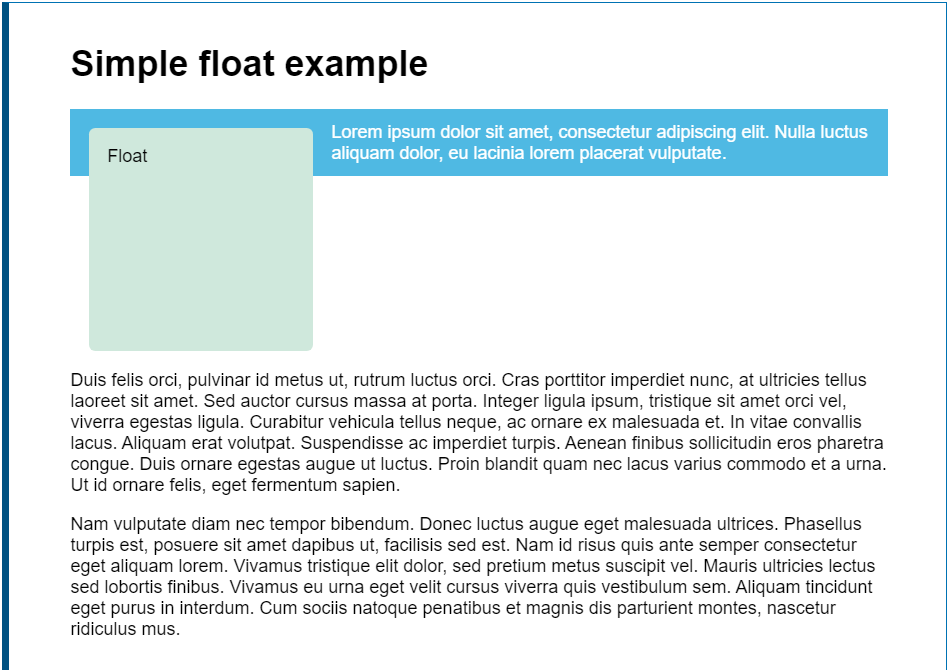 Simple float example
Float
Lorem ipsum dolor sit amet, consectetur adipiscing elit. Nulla luctus
aliquam dolor, eu lacinia lorem placerat vulputate.
Duis felis orci, pulvinar id metus ut, rutrum luctus orci. Cras porttitor imperdiet nunc, at ultricies tellus
laoreet sit amet. Sed auctor cursus massa at porta. Integer ligula ipsum, tristique sit amet orci vel,
viverra egestas ligula. Curabitur vehicula tellus neque, ac ornare ex malesuada et. In vitae convallis
lacus. Aliquam erat volutpat. Suspendisse ac imperdiet turpis. Aenean finibus sollicitudin eros pharetra
congue. Duis ornare egestas augue ut luctus. Proin blandit quam nec lacus varius commodo et a urna.
Ut id ornare felis, eget fermentum sapien.
Nam vulputate diam nec tempor bibendum. Donec luctus augue eget malesuada ultrices. Phasellus
turpis est, posuere sit amet dapibus ut, facilisis sed est. Nam id risus quis ante semper consectetur
eget aliquam lorem. Vivamus tristique elit dolor, sed pretium metus suscipit vel. Mauris ultricies lectus
sed lobortis finibus. Vivamus eu urna eget velit cursus viverra quis vestibulum sem. Aliquam tincidunt
eget purus in interdum. Cum sociis natoque penatibus et magnis dis parturient montes, nascetur
ridiculus mus.